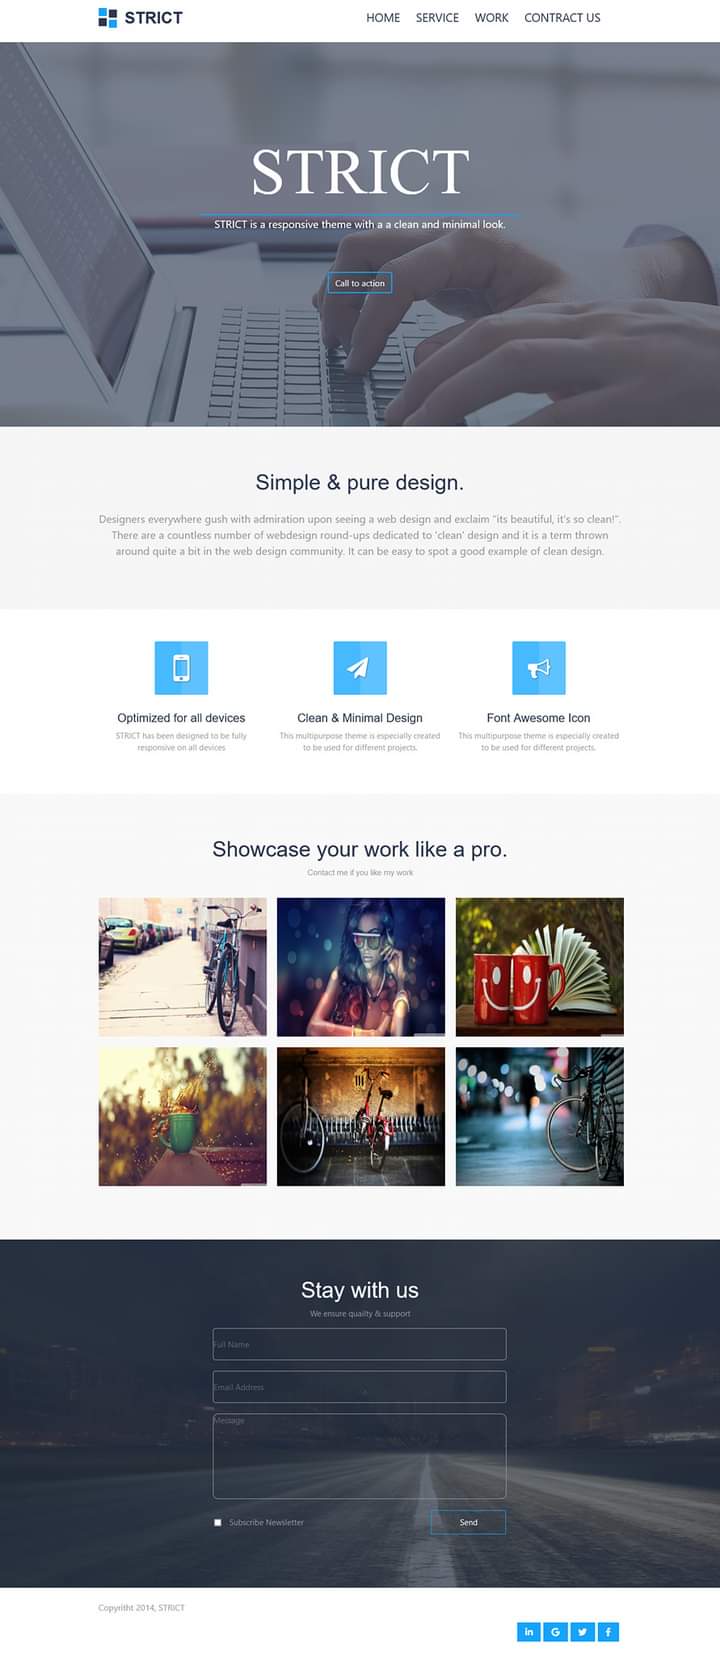 STRICT
HOME SERVICE WORK CONTRACT US
STRICT
STRICT is a responsive theme with a a clean and minimal look.
Call to action
Simple & pure design.
Designers everywhere gush with admiration upon seeing a web design and exclaim "its beautiful, it's so clean!".
There are a countless number of webdesign round-ups dedicated to 'clean' design and it is a term thrown
around quite a bit in the web design community. It can be easy to spot a good example of clean design.
Optimized for all devices
STRICT has been designed to be fully
responsive on all devices
Clean & Minimal Design
This multipurpose theme is especially created
to be used for different projects.
Font Awesome Icon
This multipurpose theme is especially created
to be used for different projects.
Showcase your work like a pro.
Contact me if you like my work
Stay with us
We ensure quailty & support
Full Name
Email Address
Message
Subscribe Newsletter
Send
Copyritht 2014, STRICT